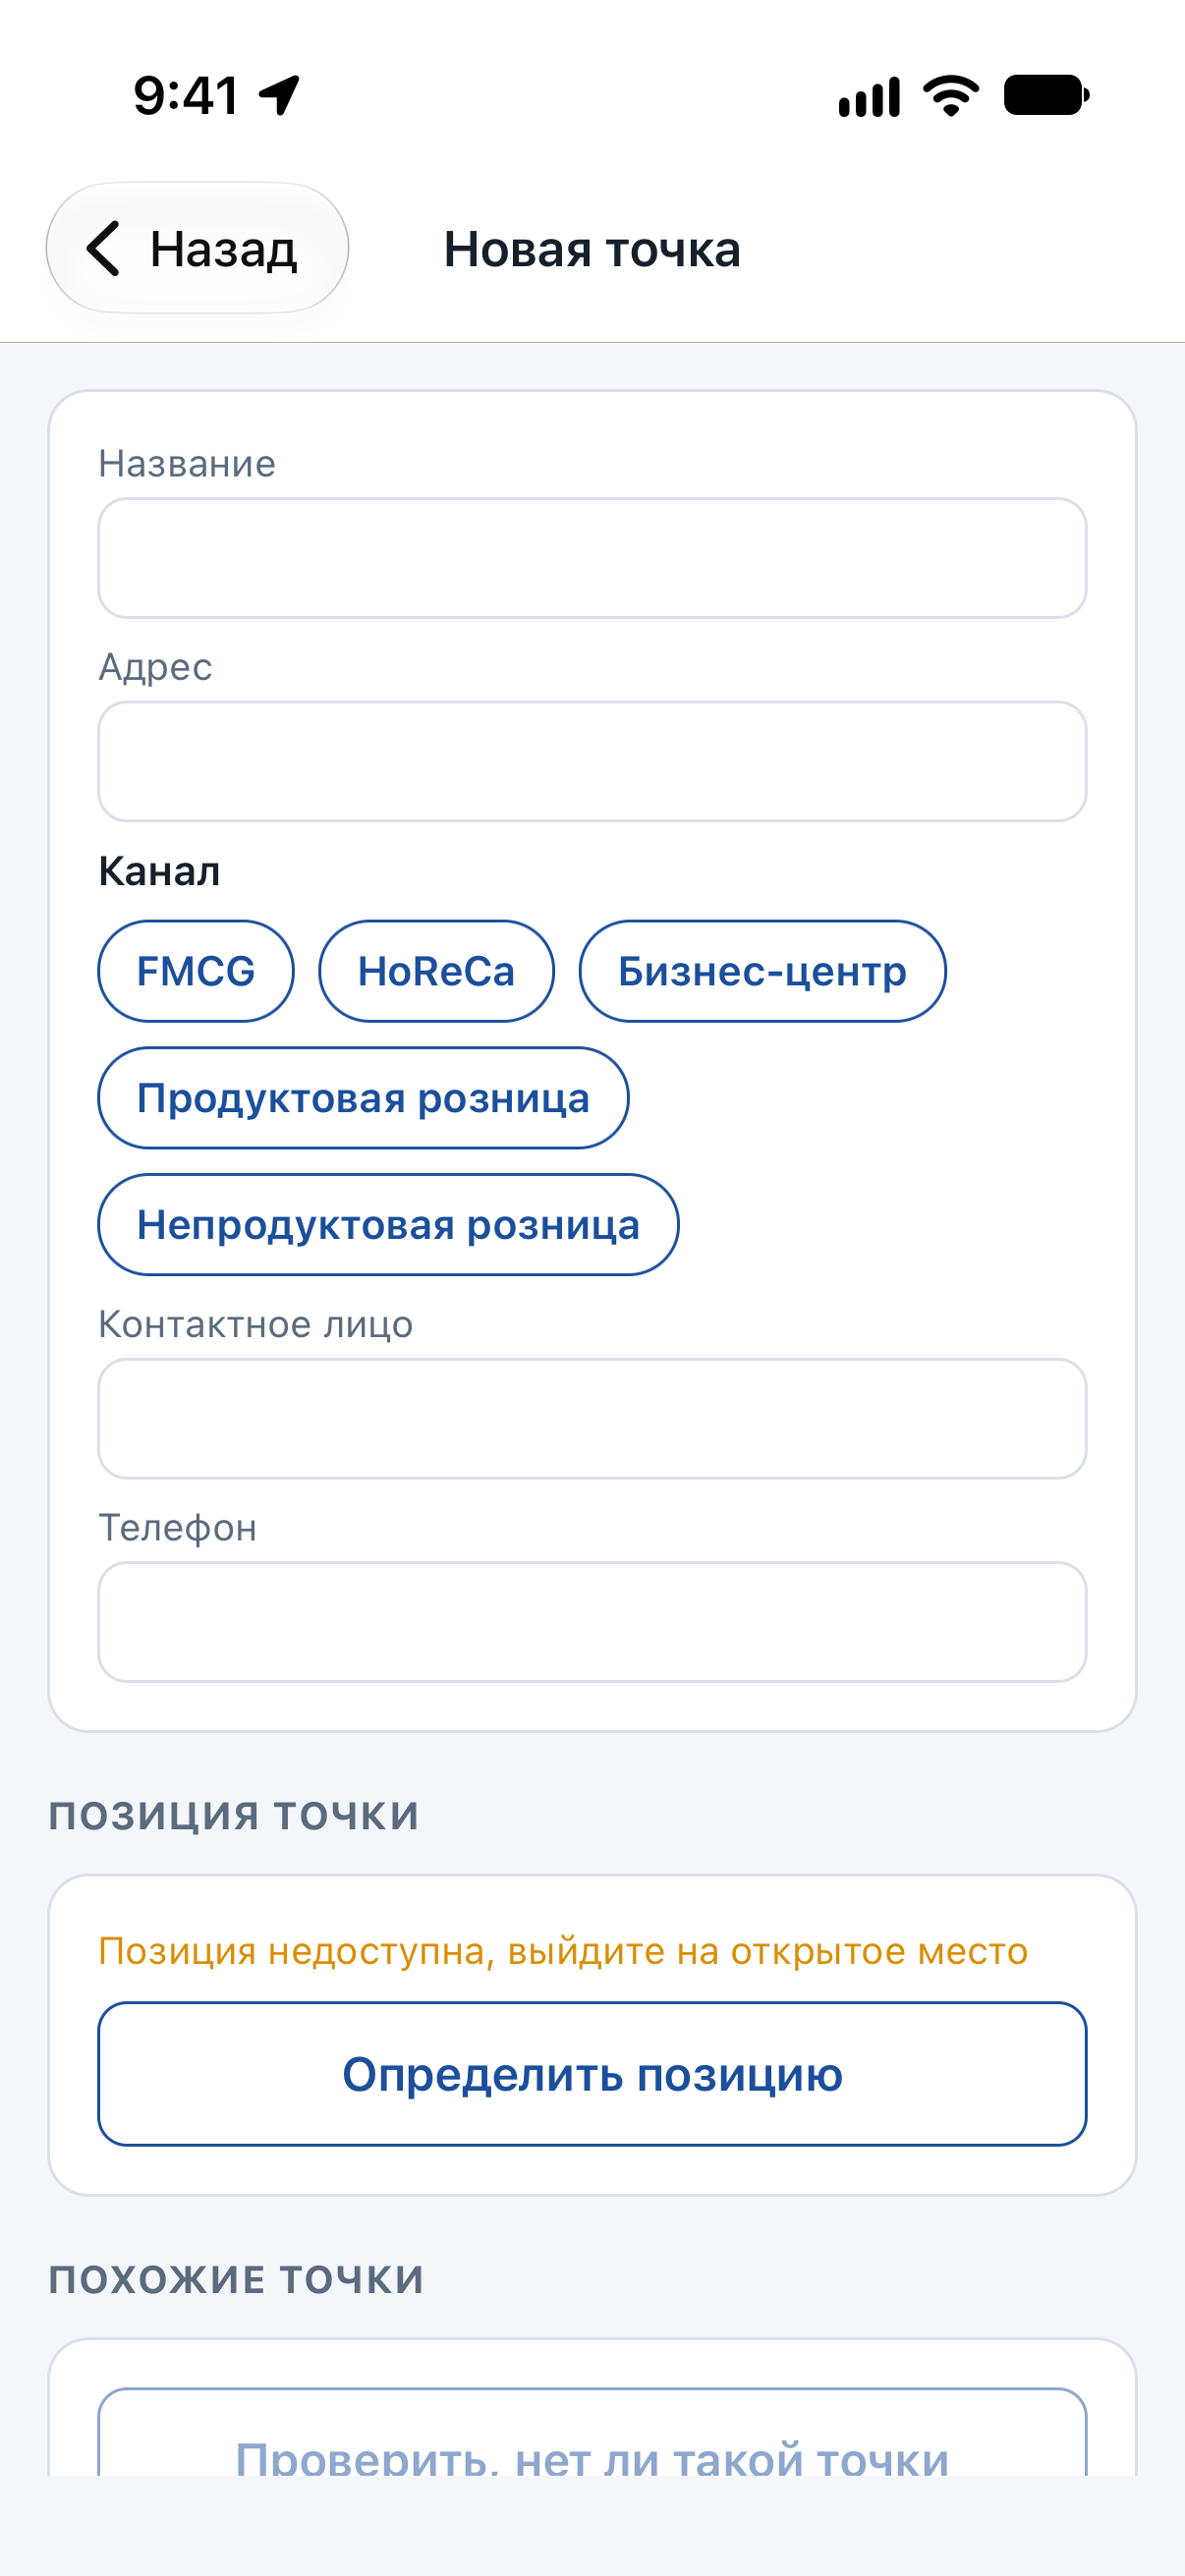 9:41
Назад
Новая точка
Название
Адрес
Канал
FMCG
HoReCa
Бизнес-центр
Продуктовая розница
Непродуктовая розница
Контактное лицо
Телефон
ПОЗИЦИЯ ТОЧКИ
Позиция недоступна, выйдите на открытое место
Определить позицию
ПОХОЖИЕ ТОЧКИ
Проверить, нет ли такой точки